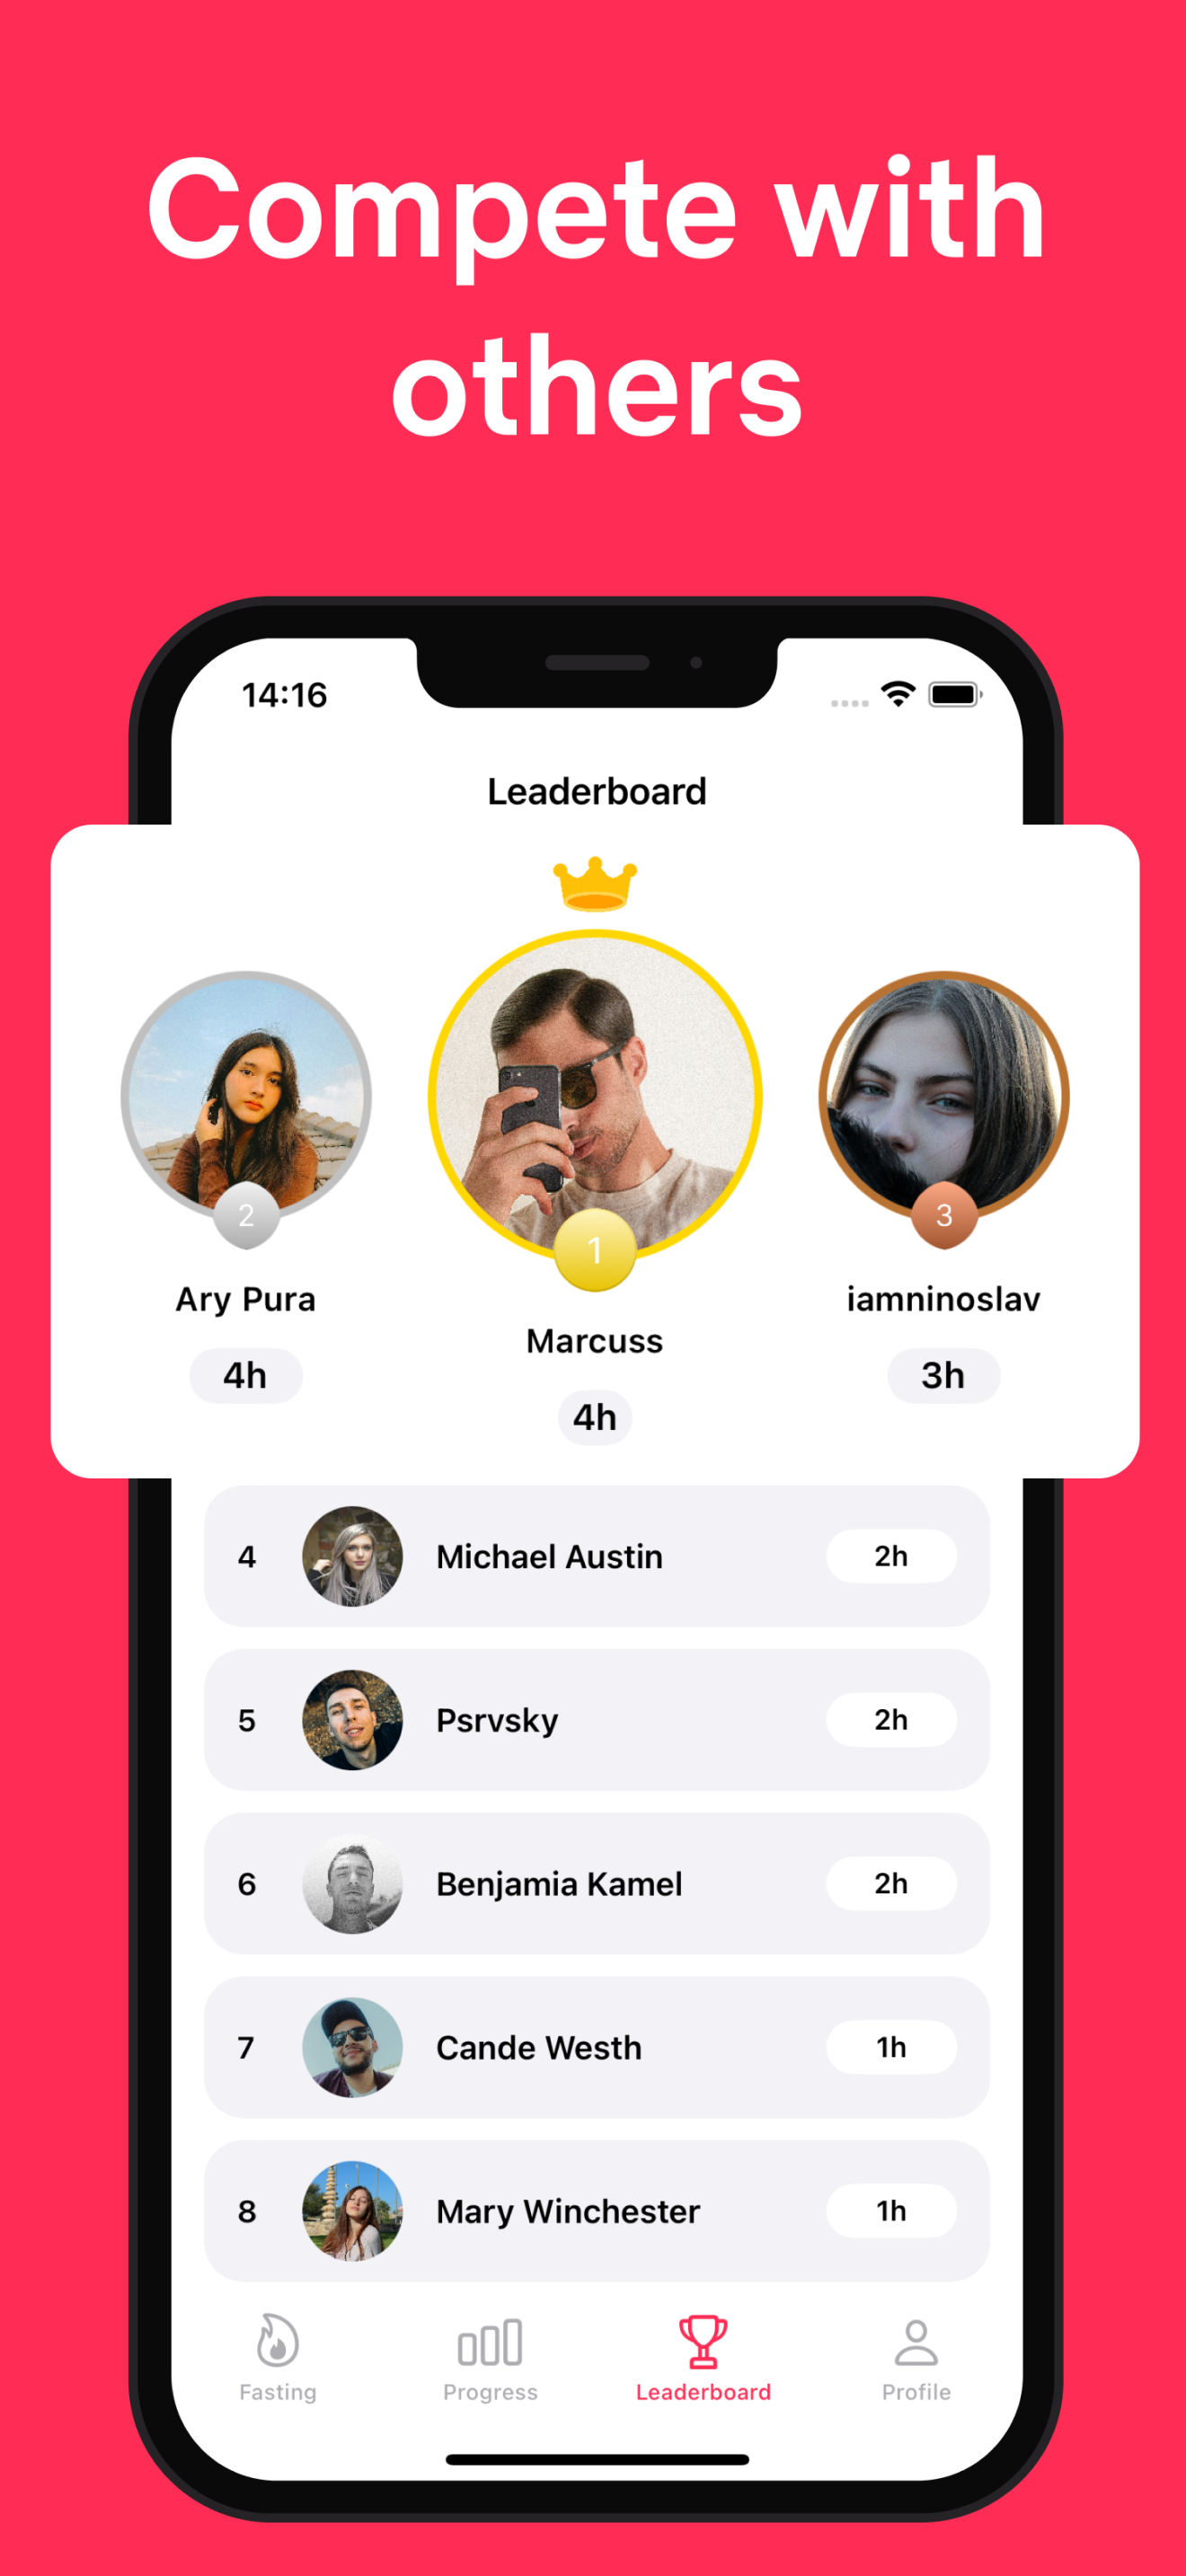 Compete with
others
14:16
Leaderboard
2
1
3
Ary Pura
Marcuss
iamninoslav
4h
4h
3h
4 Michael Austin 2h
5 Psrvsky 2h
6 Benjamia Kamel 2h
7 Cande Westh 1h
8 Mary Winchester 1h
Fasting Progress Leaderboard Profile